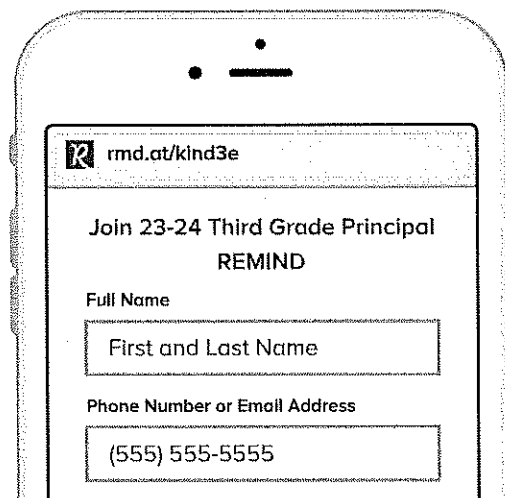 R rmd.at/kind3e
Join 23-24 Third Grade Principal
REMIND
Full Name
First and Last Name
Phone Number or Email Address
(555) 555-5555